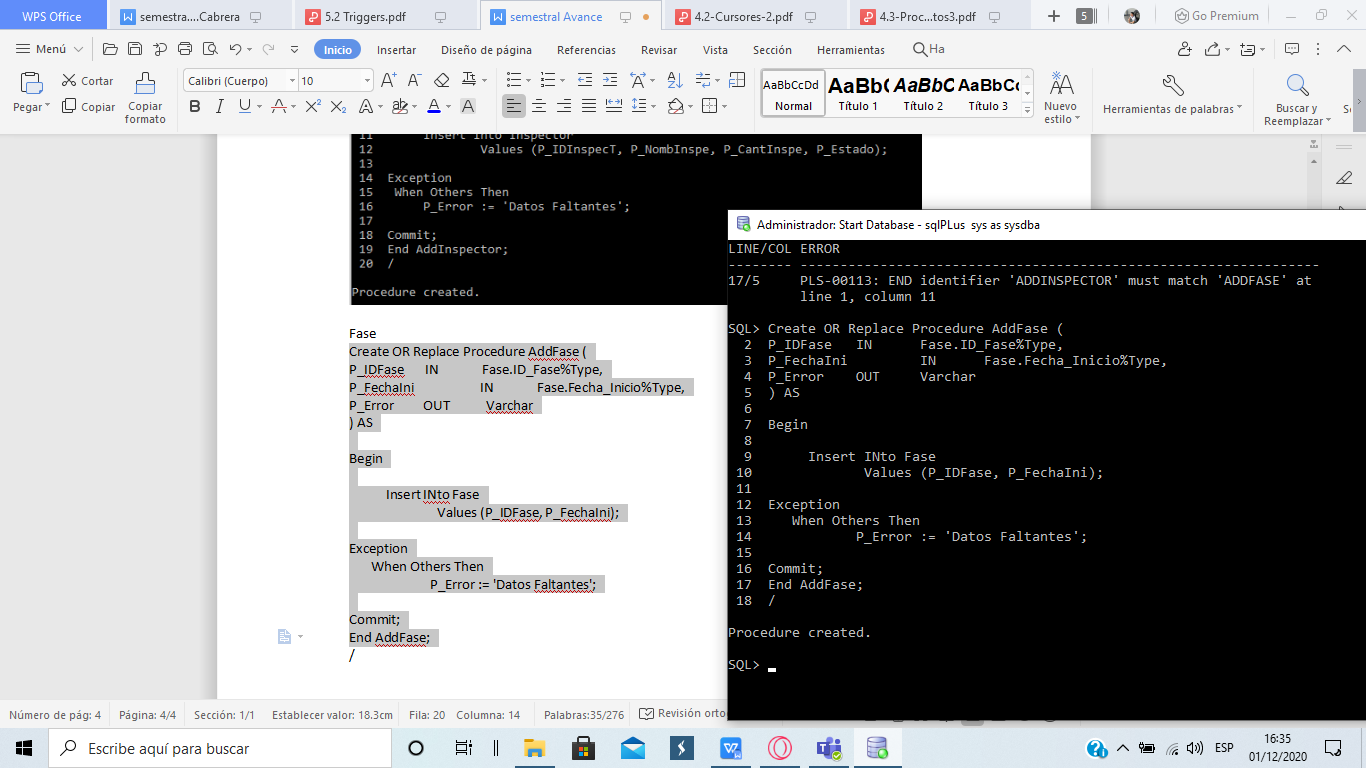 WPS Office
semestra....Cabrera
5.2 Triggers.pdf
semestral Avance
4.2-Cursores-2.pdf
4.3-Proc...tos3.pdf
5
Go Premium
Menú
Inicio
Insertar
Diseño de página
Referencias
Revisar
Vista
Sección
Herramientas
Ha
Pegar
Cortar
Copiar
Copiar formato
Calibri (Cuerpo)
10
AaBbCcDd
Normal
AaBb
Título 1
AaBbC
Título 2
AaBbCc
Título 3
Nuevo estilo
Herramientas de palabras
Buscar y Reemplazar
11 Insert Into Inspector
12 Values (P_IDInspecT, P_NombInspe, P_CantInspe, P_Estado);
13
14 Exception
15 When Others Then
16 P_Error := 'Datos Faltantes';
17
18 Commit;
19 End AddInspector;
20 /
Procedure created.
Fase
Create OR Replace Procedure AddFase (
P_IDFase IN Fase.ID_Fase%Type,
P_FechaIni IN Fase.Fecha_Inicio%Type,
P_Error OUT Varchar
) AS
Begin
Insert INto Fase
Values (P_IDFase, P_FechaIni);
Exception
When Others Then
P_Error := 'Datos Faltantes';
Commit;
End AddFase;
/
Administrador: Start Database - sqlPLus sys as sysdba
LINE/COL ERROR
-------- -----------------------------------------------------------------
17/5 PLS-00113: END identifier 'ADDINSPECTOR' must match 'ADDFASE' at
line 1, column 11
SQL> Create OR Replace Procedure AddFase (
2 P_IDFase IN Fase.ID_Fase%Type,
3 P_FechaIni IN Fase.Fecha_Inicio%Type,
4 P_Error OUT Varchar
5 ) AS
6
7 Begin
8
9 Insert INto Fase
10 Values (P_IDFase, P_FechaIni);
11
12 Exception
13 When Others Then
14 P_Error := 'Datos Faltantes';
15
16 Commit;
17 End AddFase;
18 /
Procedure created.
SQL>
Número de pág: 4
Página: 4/4
Sección: 1/1
Establecer valor: 18.3cm
Fila: 20
Columna: 14
Palabras:35/276
Revisión orto
Escribe aquí para buscar
ESP
16:35
01/12/2020